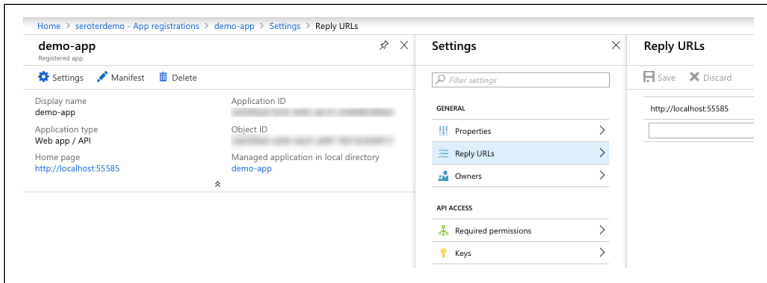 Home > seroterdemo - App registrations > demo-app > Settings > Reply URLs
demo-app
Registered app
Settings Manifest Delete
Display name
demo-app
Application type
Web app / API
Home page
http://localhost:55585
Application ID
Object ID
Managed application in local directory
demo-app
Settings
Filter settings
GENERAL
Properties
Reply URLs
Owners
API ACCESS
Required permissions
Keys
Reply URLs
Save Discard
http://localhost:55585